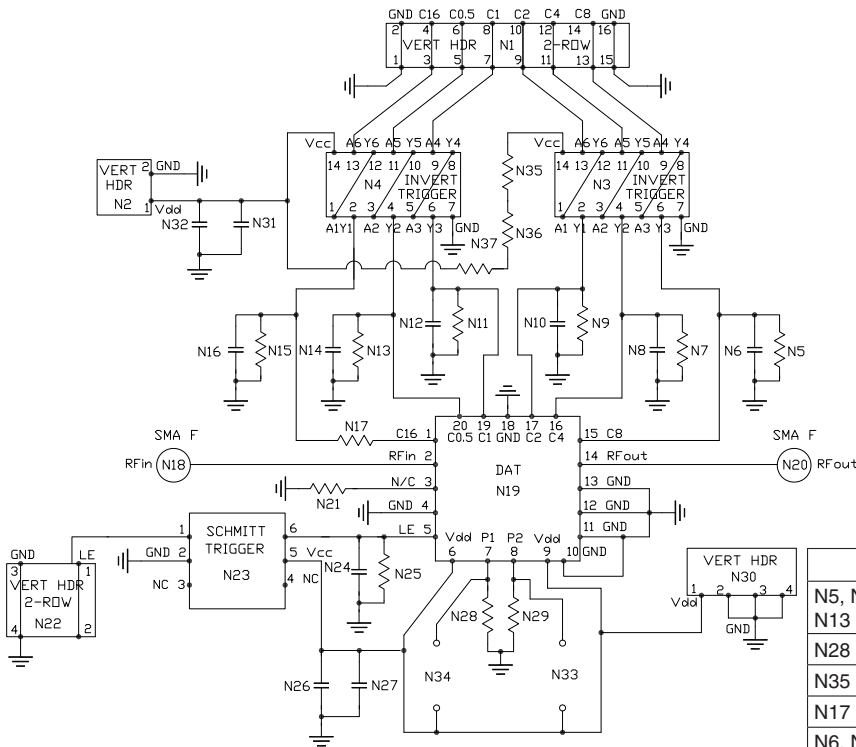 GND C16 C0.5 C1 C2 C4 C8 GND
2 4 6 8 10 12 14 16
VERT HDR N1 2-ROW
1 3 5 7 9 11 13 15
Vcc A6 Y6 A5 Y5 A4 Y4
14 13 12 11 10 9 8
N4 INVERT TRIGGER
1 2 3 4 5 6 7
A1 Y1 A2 Y2 A3 Y3 GND
Vcc A6 Y6 A5 Y5 A4 Y4
14 13 12 11 10 9 8
N3 INVERT TRIGGER
1 2 3 4 5 6 7
A1 Y1 A2 Y2 A3 Y3 GND
N35
N36
N37
VERT HDR N2
2 GND
1 Vdd
N32 N31
N16 N15 N14 N13 N12 N11 N10 N9 N8 N7 N6 N5
20 19 18 17 16
C0.5 C1 GND C2 C4
N17
C16 1
15 C8
SMA F
RFin N18
RFin 2
14 RFout
SMA F
N20 RFout
DAT
N19
N21
N/C 3
13 GND
GND 4
12 GND
LE 5
11 GND
Vdd P1 P2 Vdd
6 7 8 9 10 GND
SCHMITT TRIGGER N23
1
GND 2
NC 3
6
5 Vcc
4 NC
N24 N25
GND LE
3 1
VERT HDR
2-ROW
N22
4 2
N26 N27
N28 N29
N34 N33
VERT HDR
N30
1 2 3 4
Vdd
GND
N5, N
N13
N28
N35
N17
N6, N